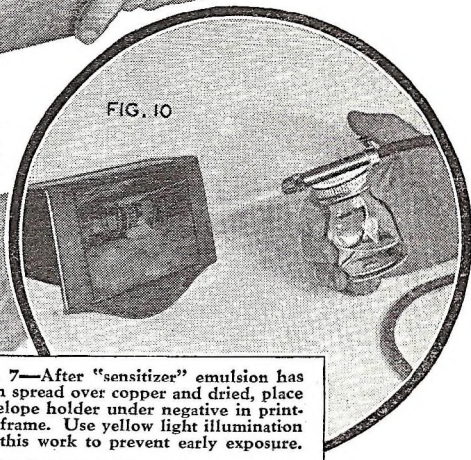 FIG. 10
7—After "sensitizer" emulsion has
spread over copper and dried, place
holder under negative in print-
frame. Use yellow light illumination
this work to prevent early exposure.